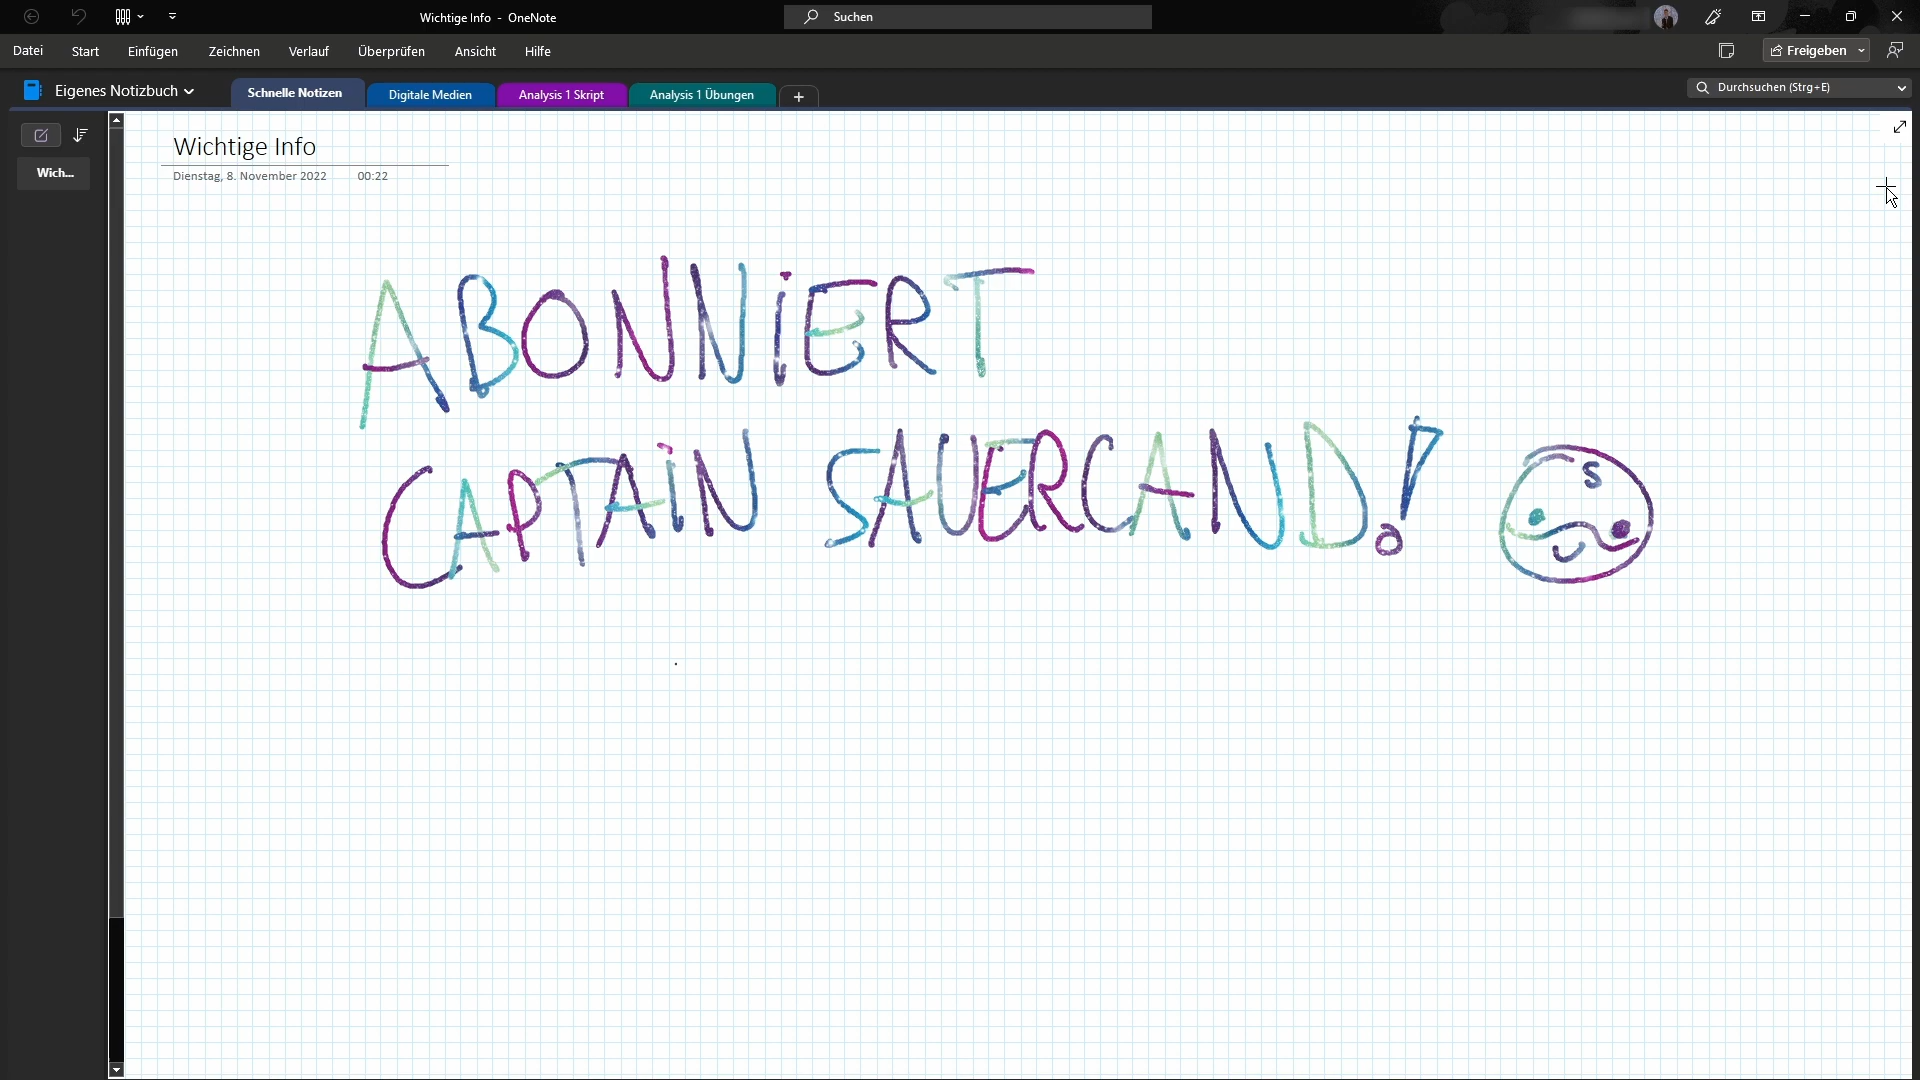 Wichtige Info - OneNote
Suchen
Datei Start Einfügen Zeichnen Verlauf Überprüfen Ansicht Hilfe
Freigeben
Eigenes Notizbuch
Schnelle Notizen
Digitale Medien
Analysis 1 Skript
Analysis 1 Übungen
+
Durchsuchen (Strg+E)
Wich...
Wichtige Info
Dienstag, 8. November 2022 00:22
ABONNiERT
CAPTAiN SAUERCAND!
S